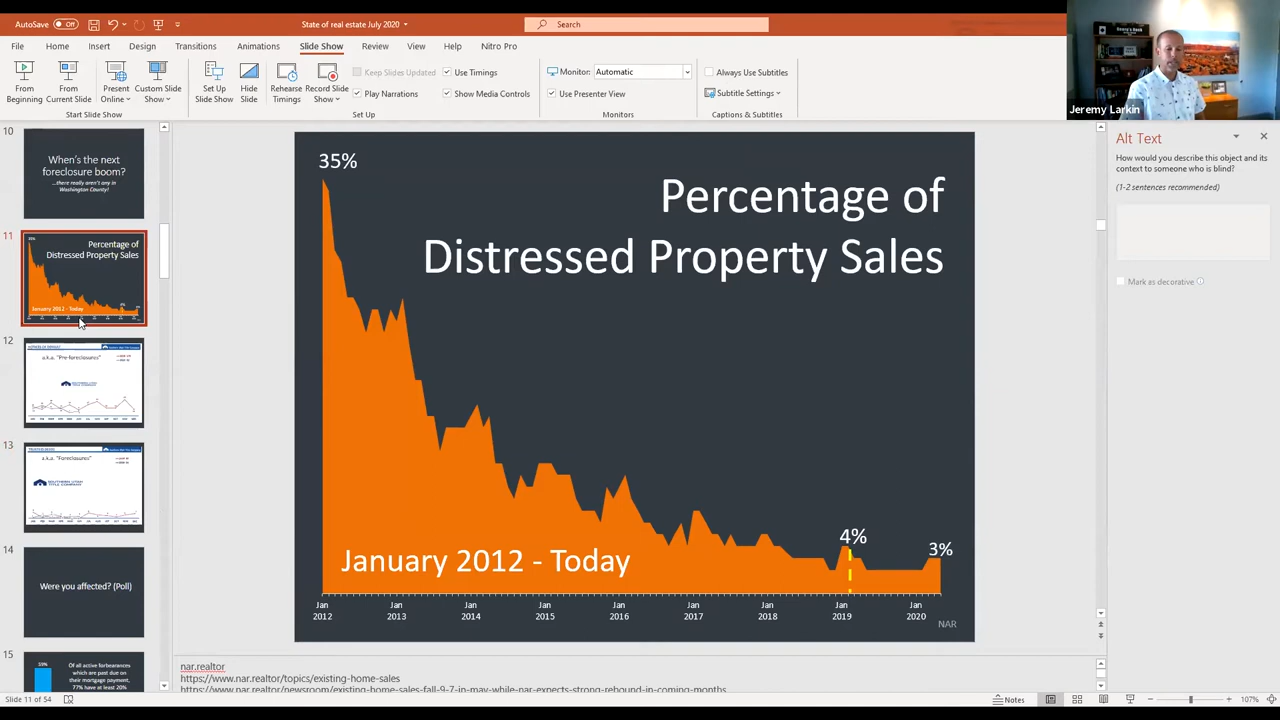 AutoSave Off
State of real estate July 2020
Search
File Home Insert Design Transitions Animations Slide Show Review View Help Nitro Pro
From Beginning
From Current Slide
Present Online
Custom Slide Show
Start Slide Show
Set Up Slide Show
Hide Slide
Rehearse Timings
Record Slide Show
Keep Slides Updated
Play Narrations
Use Timings
Show Media Controls
Set Up
Monitor: Automatic
Use Presenter View
Monitors
Always Use Subtitles
Subtitle Settings
Captions & Subtitles
Jeremy Larkin
10
When's the next
foreclosure boom?
...there really aren't any in
Washington County!
11
35%
Percentage of
Distressed Property Sales
January 2012 - Today
12
a.k.a. "Pre-foreclosures"
13
a.k.a. "Foreclosures"
SOUTHERN UTAH
TITLE COMPANY
14
Were you affected? (Poll)
15
Of all active forbearances
which are past due on
their mortgage payment,
77% have at least 20%
35%
Percentage of
Distressed Property Sales
4%
3%
January 2012 - Today
Jan 2012
Jan 2013
Jan 2014
Jan 2015
Jan 2016
Jan 2017
Jan 2018
Jan 2019
Jan 2020
NAR
nar.realtor
https://www.nar.realtor/topics/existing-home-sales
https://www.nar.realtor/newsroom/existing-home-sales-fall-9-7-in-may-while-nar-expects-strong-rebound-in-coming-months
Alt Text
How would you describe this object and its
context to someone who is blind?
(1-2 sentences recommended)
Mark as decorative
Slide 11 of 54
Notes
107%